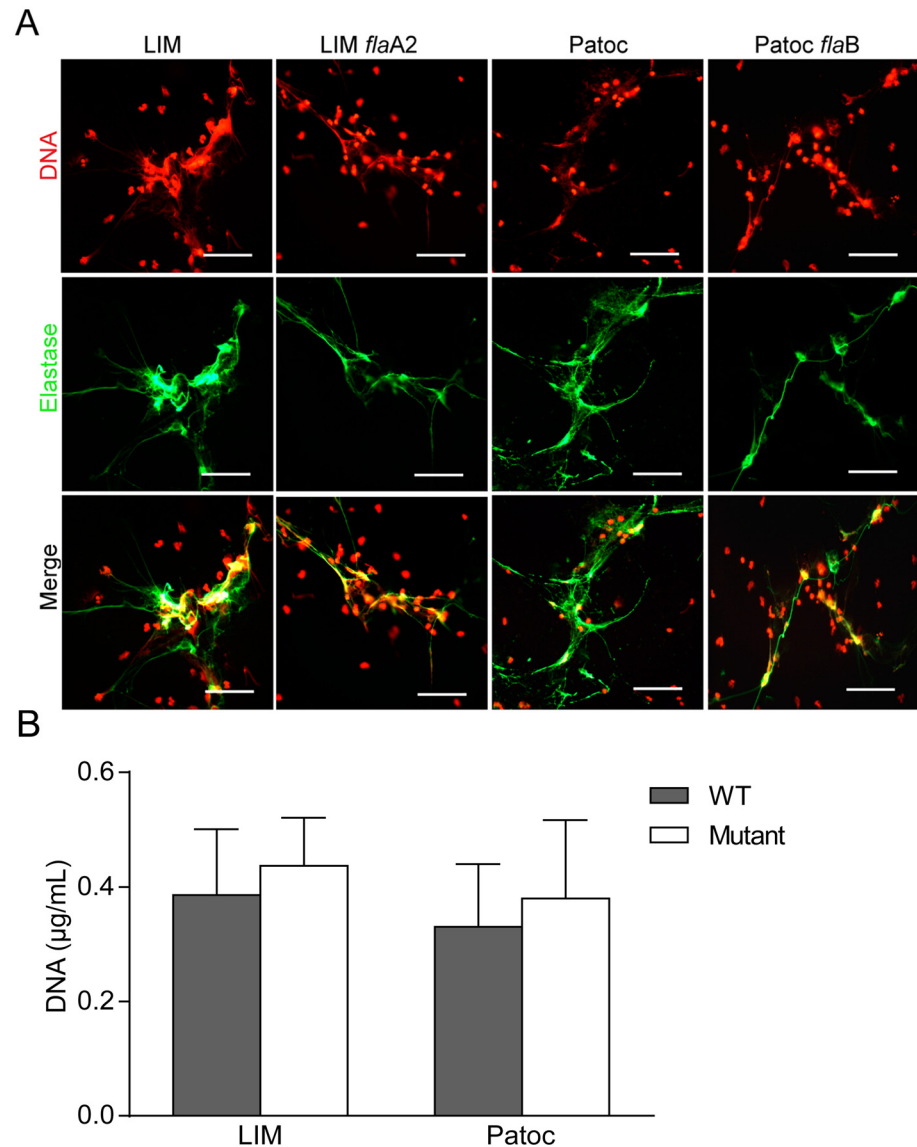 A
LIM
LIM flaA2
Patoc
Patoc flaB
DNA
Elastase
Merge
B
DNA (µg/mL)
0.6
0.4
0.2
0.0
WT
Mutant
LIM
Patoc